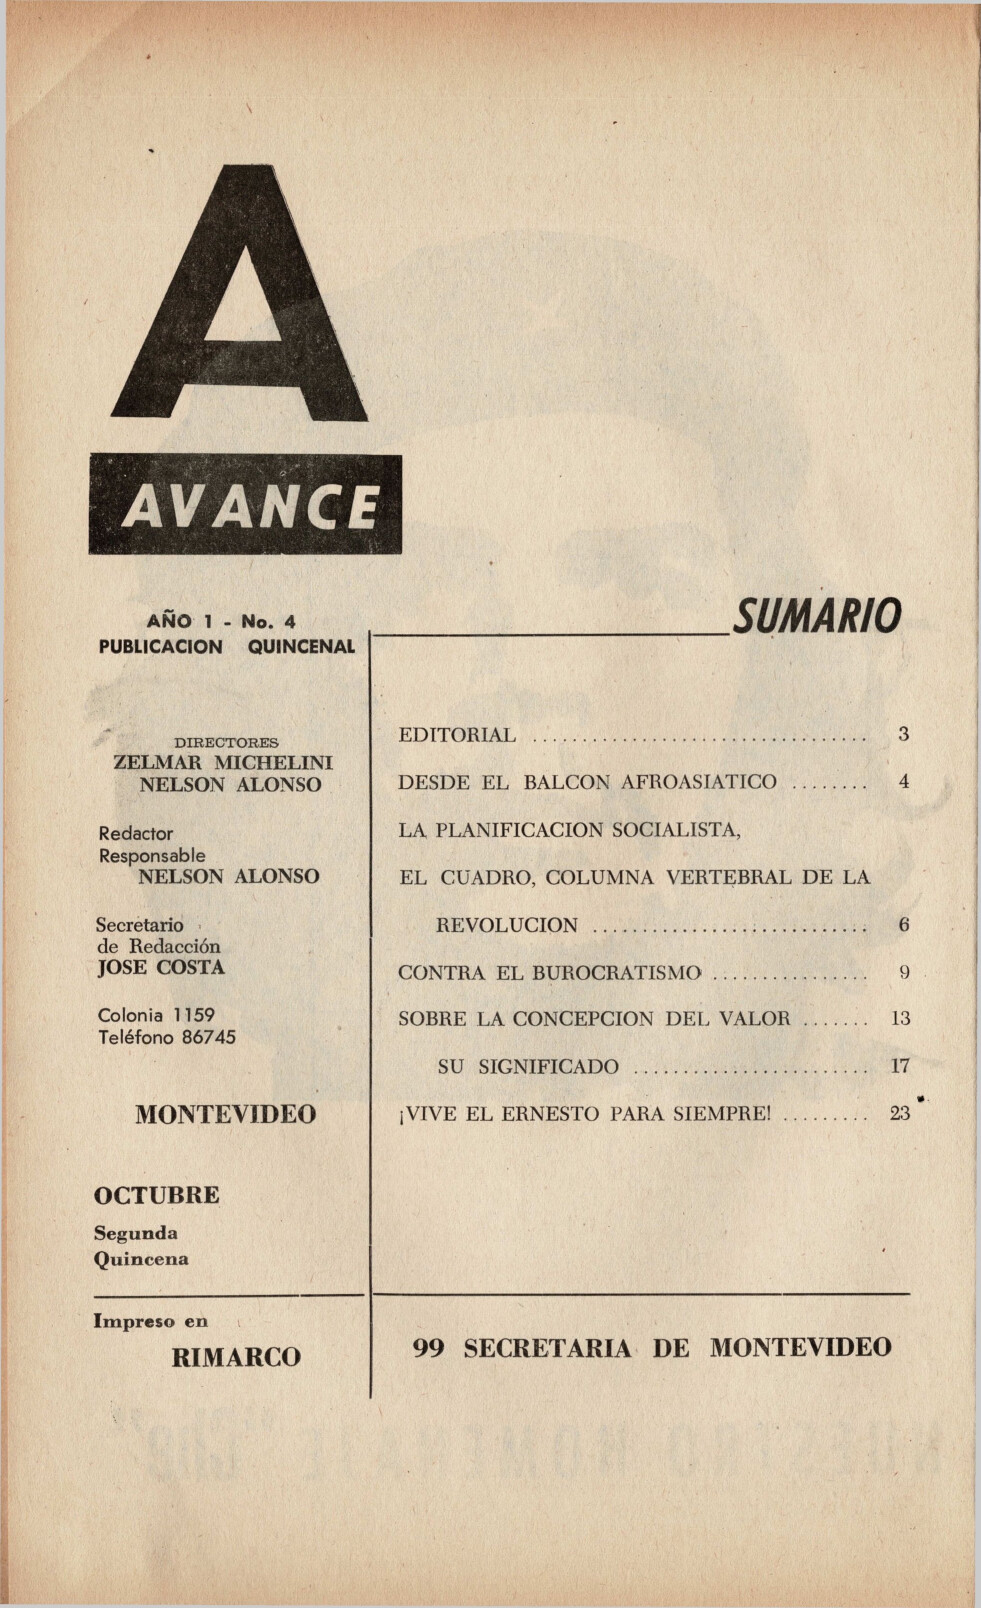 A
AVANCE
AÑO 1 - No. 4
PUBLICACION QUINCENAL
DIRECTORES
ZELMAR MICHELINI
NELSON ALONSO
Redactor
Responsable
NELSON ALONSO
Secretario
de Redacción
JOSE COSTA
Colonia 1159
Teléfono 86745
MONTEVIDEO
OCTUBRE
Segunda
Quincena
Impreso en
RIMARCO
SUMARIO
EDITORIAL .................................. 3
DESDE EL BALCON AFROASIATICO ........ 4
LA PLANIFICACION SOCIALISTA,
EL CUADRO, COLUMNA VERTEBRAL DE LA
REVOLUCION ............................ 6
CONTRA EL BUROCRATISMO ................ 9
SOBRE LA CONCEPCION DEL VALOR ....... 13
SU SIGNIFICADO ........................ 17
¡VIVE EL ERNESTO PARA SIEMPRE! ......... 23
99 SECRETARIA DE MONTEVIDEO
NUESTRO HOMENAJE "Che"